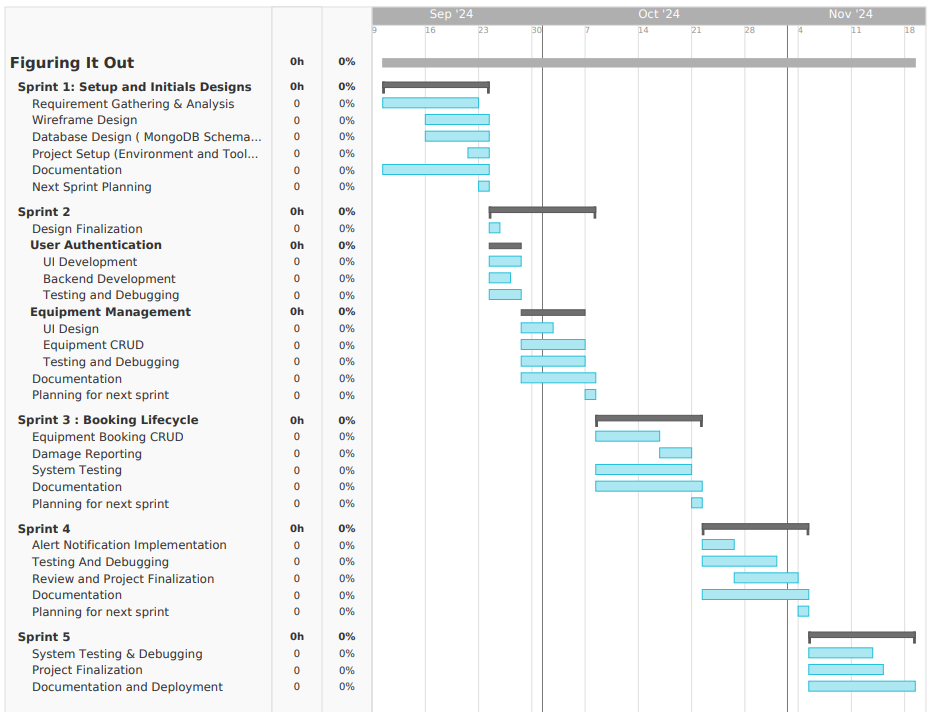 Sep '24 Oct '24 Nov '24
9 16 23 30 7 14 21 28 4 11 18
Figuring It Out 0h 0%
Sprint 1: Setup and Initials Designs 0h 0%
Requirement Gathering & Analysis 0 0%
Wireframe Design 0 0%
Database Design ( MongoDB Schema... 0 0%
Project Setup (Environment and Tool... 0 0%
Documentation 0 0%
Next Sprint Planning 0 0%
Sprint 2 0h 0%
Design Finalization 0 0%
User Authentication 0h 0%
UI Development 0 0%
Backend Development 0 0%
Testing and Debugging 0 0%
Equipment Management 0h 0%
UI Design 0 0%
Equipment CRUD 0 0%
Testing and Debugging 0 0%
Documentation 0 0%
Planning for next sprint 0 0%
Sprint 3 : Booking Lifecycle 0h 0%
Equipment Booking CRUD 0 0%
Damage Reporting 0 0%
System Testing 0 0%
Documentation 0 0%
Planning for next sprint 0 0%
Sprint 4 0h 0%
Alert Notification Implementation 0 0%
Testing And Debugging 0 0%
Review and Project Finalization 0 0%
Documentation 0 0%
Planning for next sprint 0 0%
Sprint 5 0h 0%
System Testing & Debugging 0 0%
Project Finalization 0 0%
Documentation and Deployment 0 0%